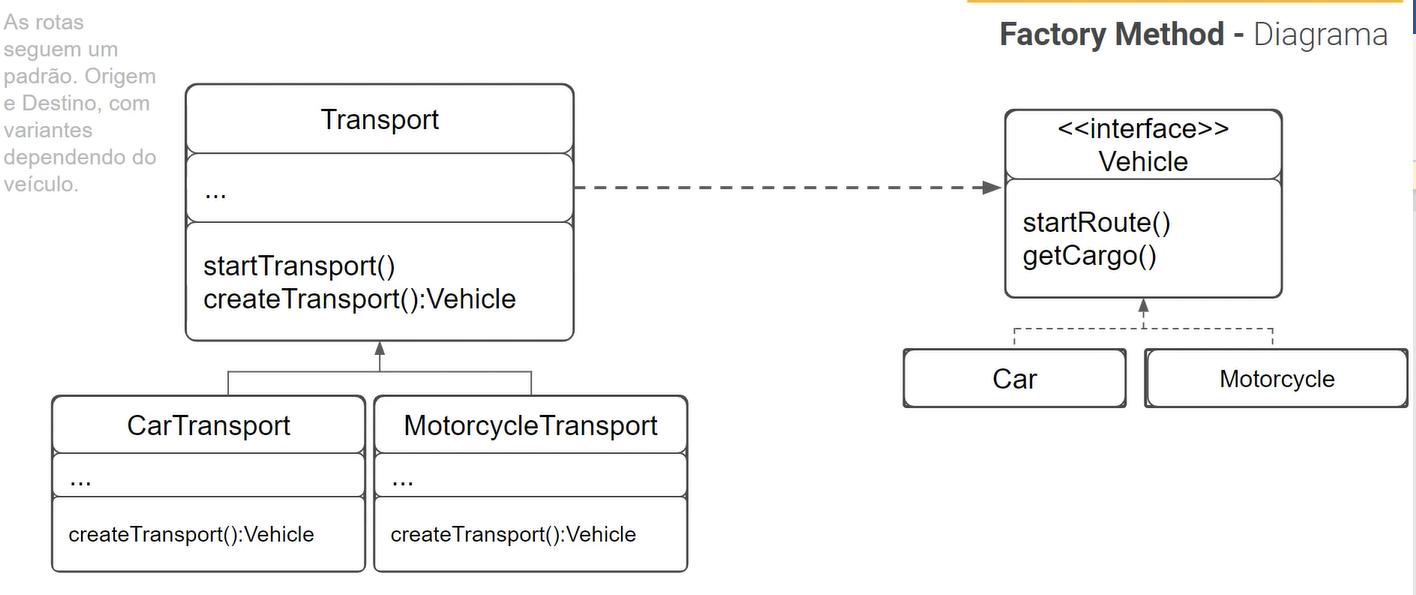 As rotas
seguem um
padrão. Origem
e Destino, com
variantes
dependendo do
veículo.
Factory Method - Diagrama
Transport
...
startTransport()
createTransport():Vehicle
<<interface>>
Vehicle
startRoute()
getCargo()
CarTransport
...
createTransport():Vehicle
MotorcycleTransport
...
createTransport():Vehicle
Car
Motorcycle